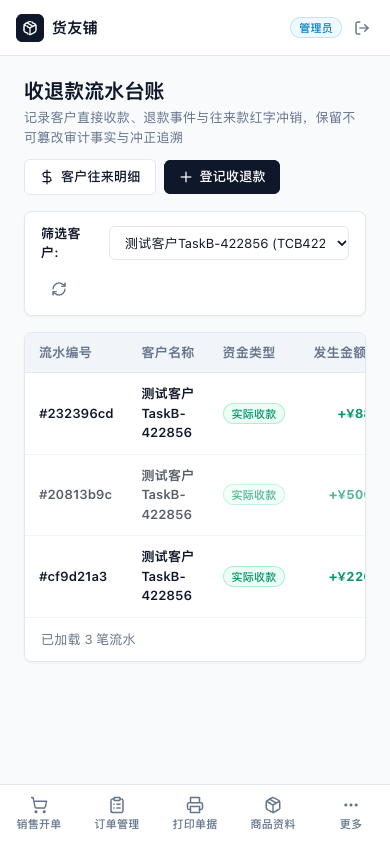 货友铺
管理员
收退款流水台账
记录客户直接收款、退款事件与往来款红字冲销，保留不
可篡改审计事实与冲正追溯
客户往来明细
登记收退款
筛选客
户:
测试客户TaskB-422856 (TCB422
流水编号 客户名称 资金类型 发生金额
#232396cd 测试客户 TaskB-422856 实际收款 +¥8
#20813b9c 测试客户 TaskB-422856 实际收款 +¥50
#cf9d21a3 测试客户 TaskB-422856 实际收款 +¥22
已加载 3 笔流水
销售开单 订单管理 打印单据 商品资料 更多